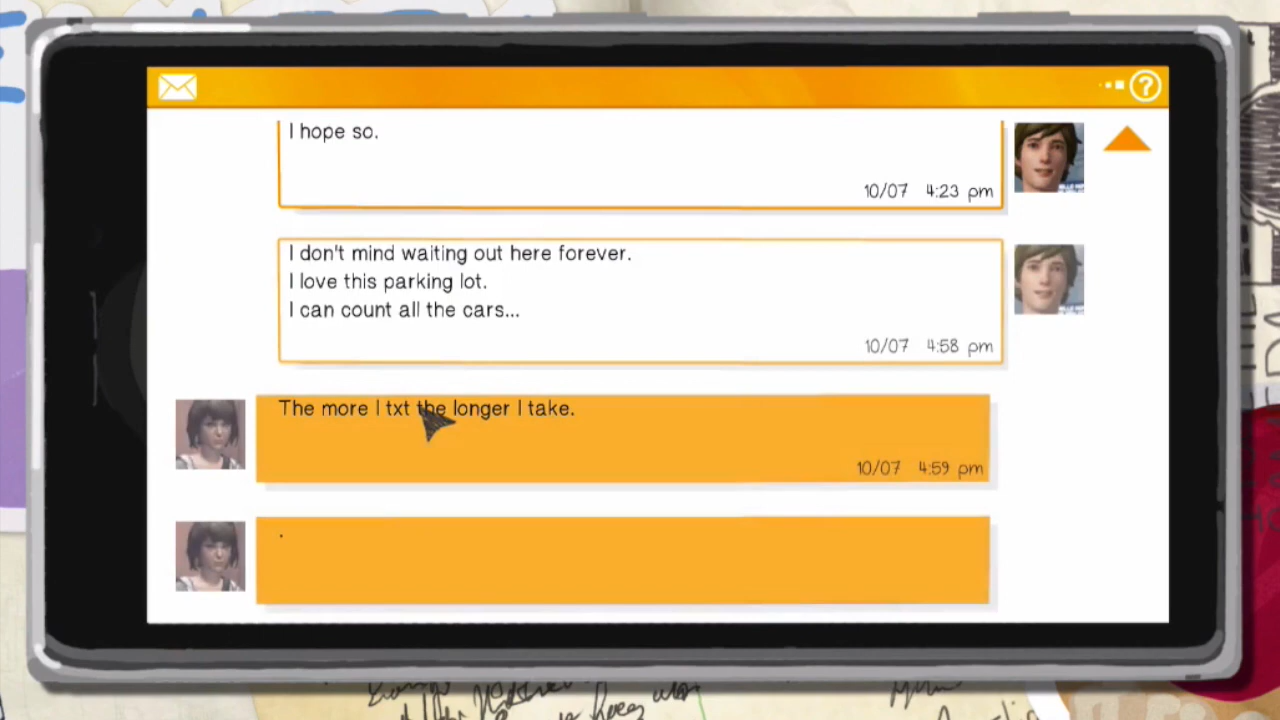 ?
I hope so.
10/07 4:23 pm
I don't mind waiting out here forever.
I love this parking lot.
I can count all the cars...
10/07 4:58 pm
The more I txt the longer I take.
10/07 4:59 pm
.